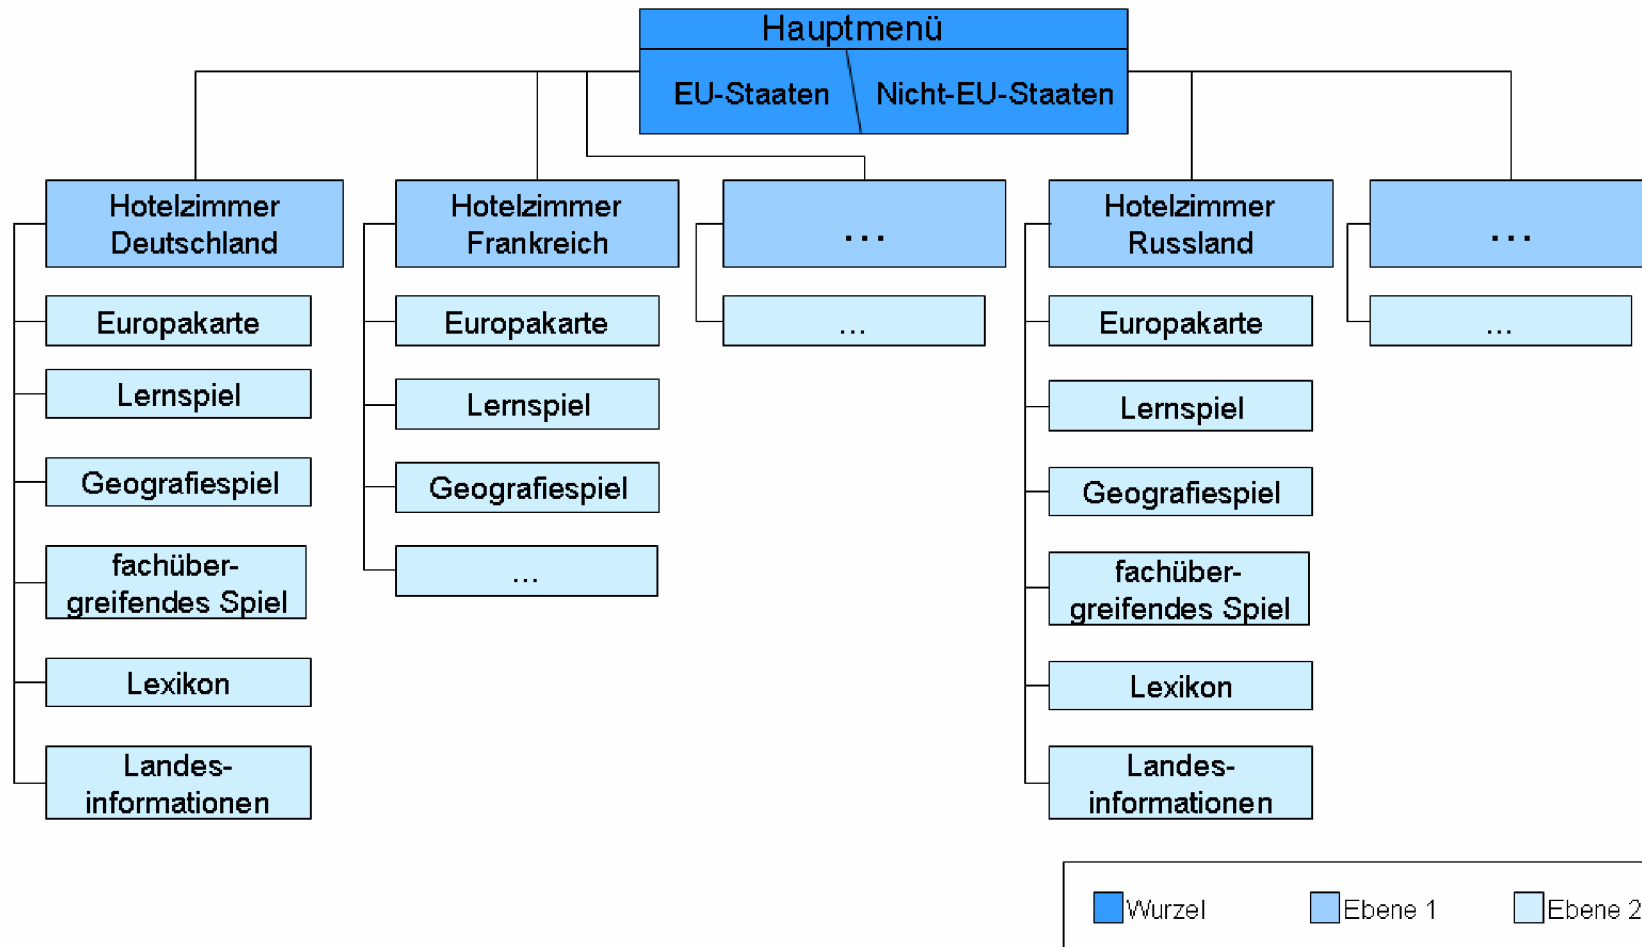 Hauptmenü
EU-Staaten
Nicht-EU-Staaten
Hotelzimmer
Deutschland
Europakarte
Lernspiel
Geografiespiel
fachüber-
greifendes Spiel
Lexikon
Landes-
informationen
Hotelzimmer
Frankreich
Europakarte
Lernspiel
Geografiespiel
...
...
...
Hotelzimmer
Russland
Europakarte
Lernspiel
Geografiespiel
fachüber-
greifendes Spiel
Lexikon
Landes-
informationen
...
...
Wurzel
Ebene 1
Ebene 2